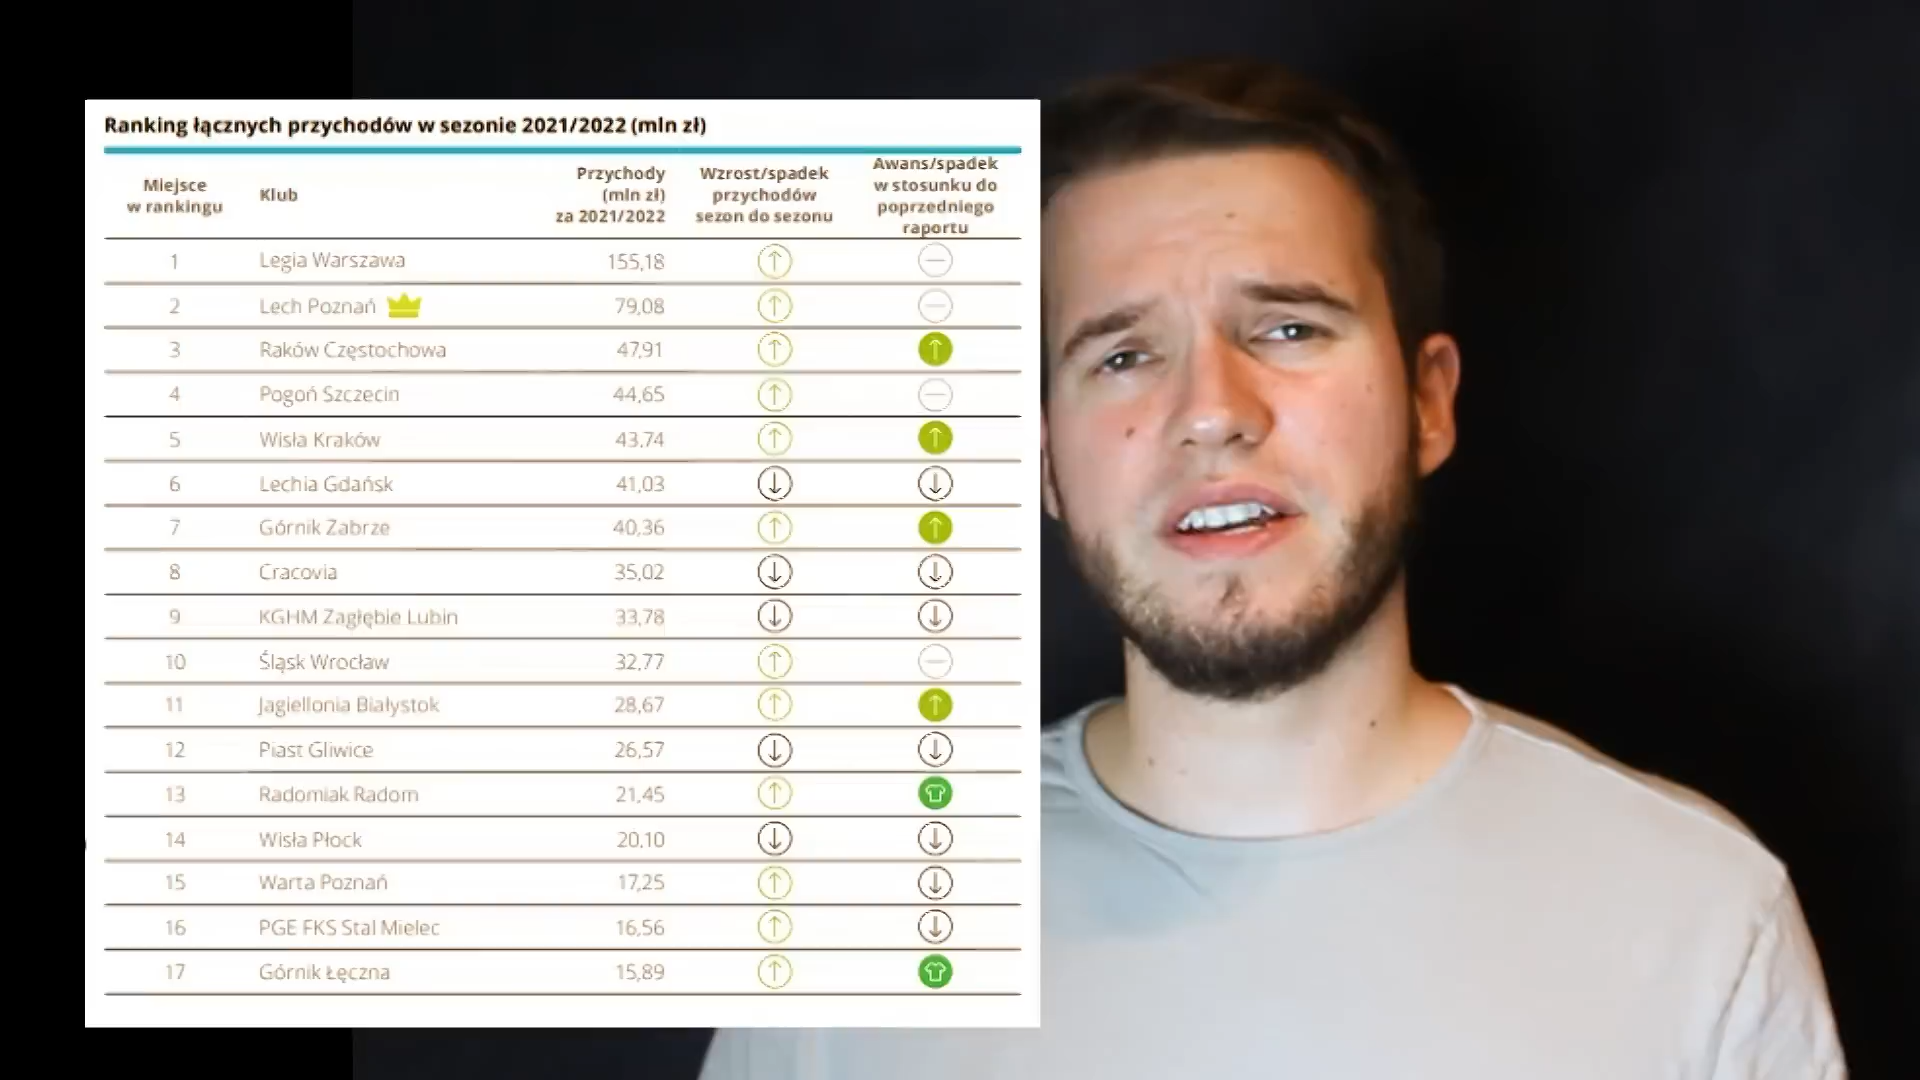 Ranking łącznych przychodów w sezonie 2021/2022 (mln zł)
Miejsce w rankingu Klub Przychody (mln zł) za 2021/2022 Wzrost/spadek przychodów sezon do sezonu Awans/spadek w stosunku do poprzedniego raportu
1 Legia Warszawa 155,18
2 Lech Poznań 79,08
3 Raków Częstochowa 47,91
4 Pogoń Szczecin 44,65
5 Wisła Kraków 43,74
6 Lechia Gdańsk 41,03
7 Górnik Zabrze 40,36
8 Cracovia 35,02
9 KGHM Zagłębie Lubin 33,78
10 Śląsk Wrocław 32,77
11 Jagiellonia Białystok 28,67
12 Piast Gliwice 26,57
13 Radomiak Radom 21,45
14 Wisła Płock 20,10
15 Warta Poznań 17,25
16 PGE FKS Stal Mielec 16,56
17 Górnik Łęczna 15,89